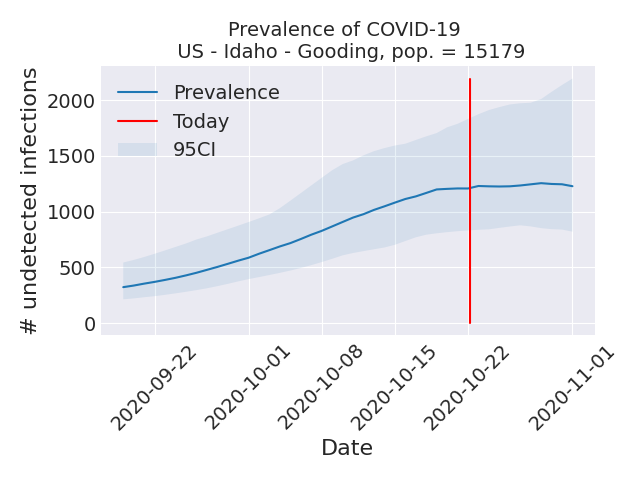 Prevalence of COVID-19
US - Idaho - Gooding, pop. = 15179
Prevalence
Today
95CI
# undetected infections
2000
1500
1000
500
0
2020-09-22
2020-10-01
2020-10-08
2020-10-15
2020-10-22
2020-11-01
Date